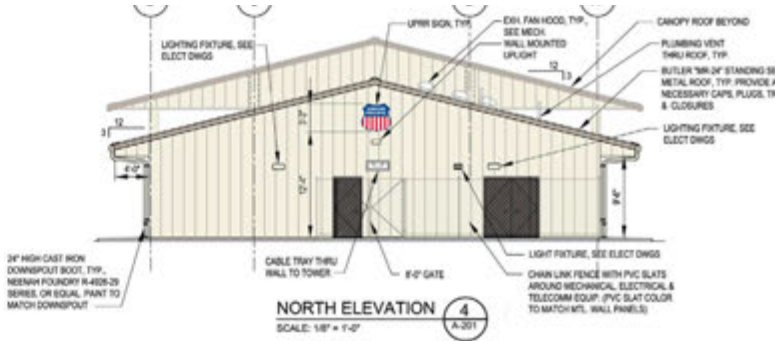 LIGHTING FIXTURE, SEE
ELECT DWGS
UPRR SIGN, TYP.
EXH. FAN HOOD, TYP.,
SEE MECH.
WALL MOUNTED
UPLIGHT
CANOPY ROOF BEYOND
PLUMBING VENT
THRU ROOF, TYP.
BUTLER "MR-24" STANDING SE
METAL ROOF, TYP. PROVIDE A
NECESSARY CAPS, PLUGS, TR
& CLOSURES
LIGHTING FIXTURE, SEE
ELECT DWGS
12
3
12
3
4'-0"
12'-4"
9'-6"
24" HIGH CAST IRON
DOWNSPOUT BOOT, TYP.,
NEENAH FOUNDRY R-4926-29
SERIES, OR EQUAL. PAINT TO
MATCH DOWNSPOUT
CABLE TRAY THRU
WALL TO TOWER
8'-0" GATE
LIGHT FIXTURE, SEE ELECT DWGS
CHAIN LINK FENCE WITH PVC SLATS
AROUND MECHANICAL, ELECTRICAL &
TELECOMM EQUIP. (PVC SLAT COLOR
TO MATCH MTL. WALL PANELS)
NORTH ELEVATION
SCALE: 1/8" = 1'-0"
4
A-201